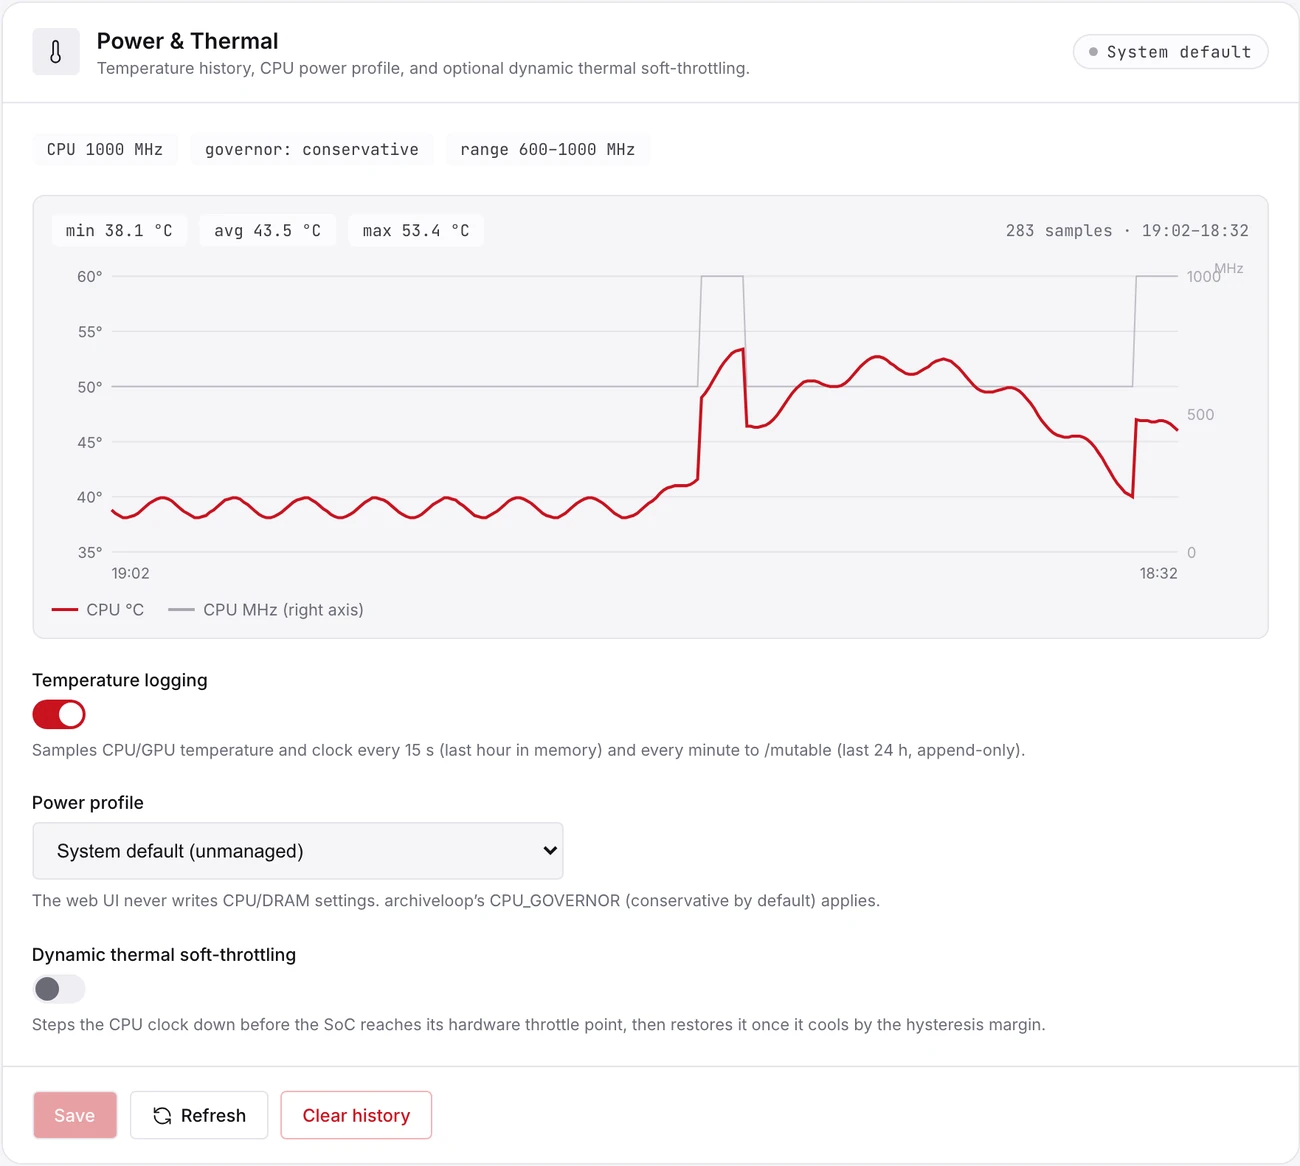 Power & Thermal
Temperature history, CPU power profile, and optional dynamic thermal soft-throttling.
System default
CPU 1000 MHz
governor: conservative
range 600–1000 MHz
min 38.1 °C
avg 43.5 °C
max 53.4 °C
283 samples · 19:02–18:32
MHz
60°
1000
55°
50°
500
45°
40°
35°
0
19:02
18:32
CPU °C
CPU MHz (right axis)
Temperature logging
Samples CPU/GPU temperature and clock every 15 s (last hour in memory) and every minute to /mutable (last 24 h, append-only).
Power profile
System default (unmanaged)
The web UI never writes CPU/DRAM settings. archiveloop’s CPU_GOVERNOR (conservative by default) applies.
Dynamic thermal soft-throttling
Steps the CPU clock down before the SoC reaches its hardware throttle point, then restores it once it cools by the hysteresis margin.
Save
Refresh
Clear history